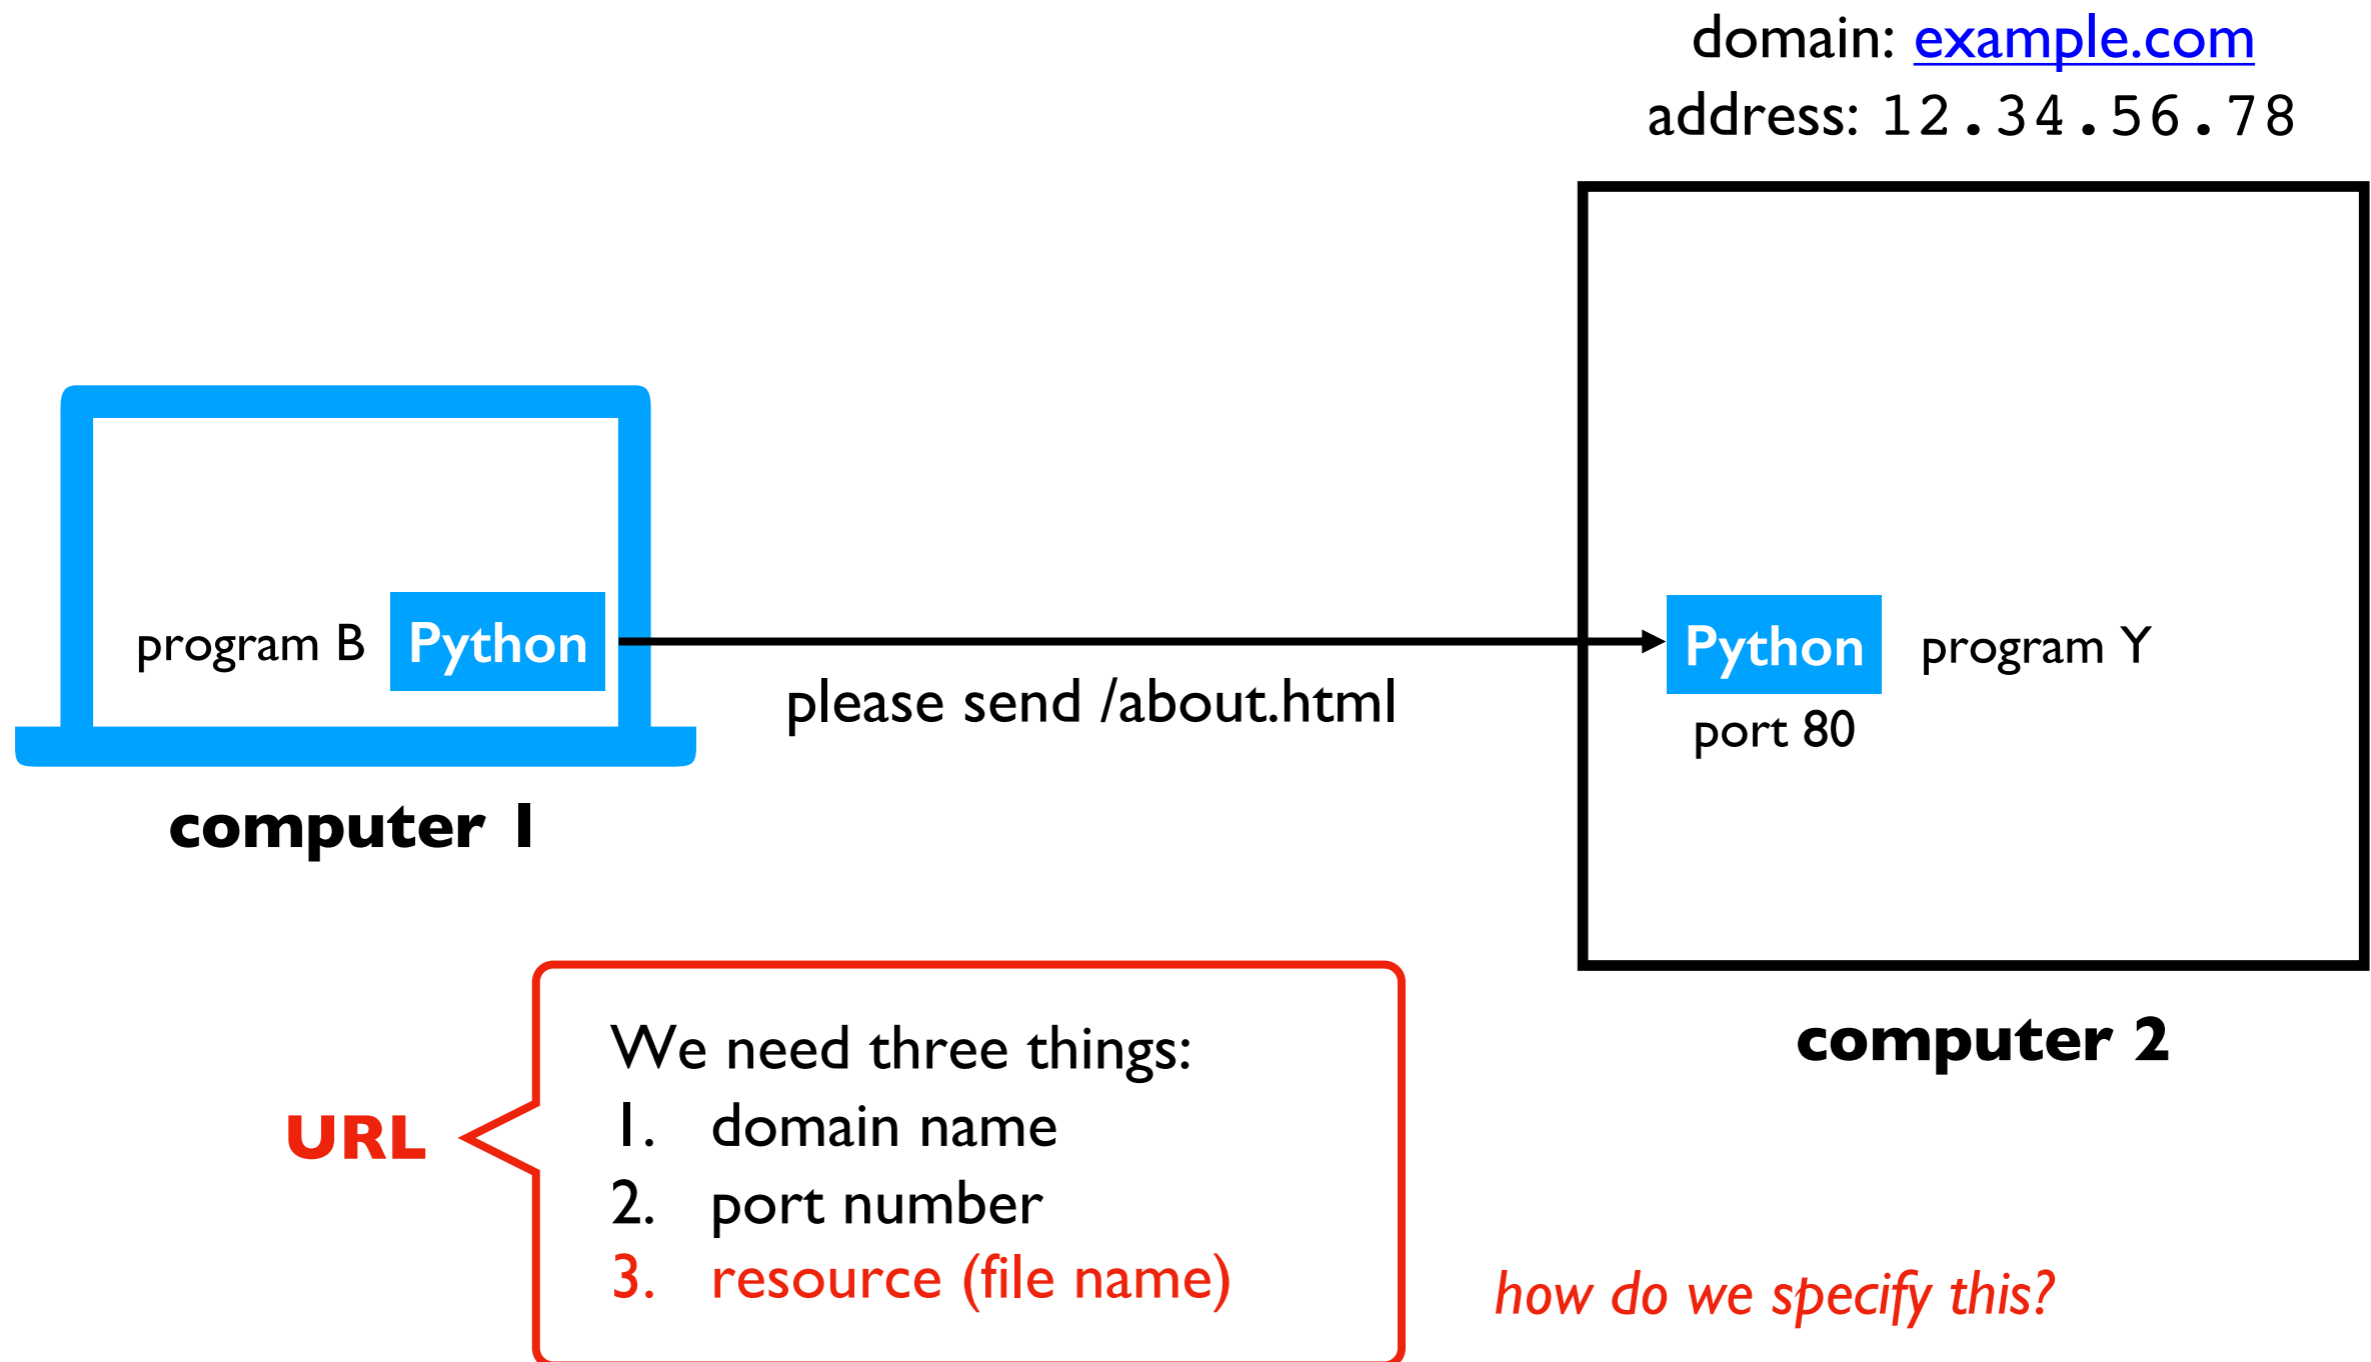 domain: example.com
address: 12.34.56.78
program B Python
Python program Y
please send /about.html
port 80
computer 1
computer 2
We need three things:
1. domain name
URL
2. port number
3. resource (file name)
how do we specify this?